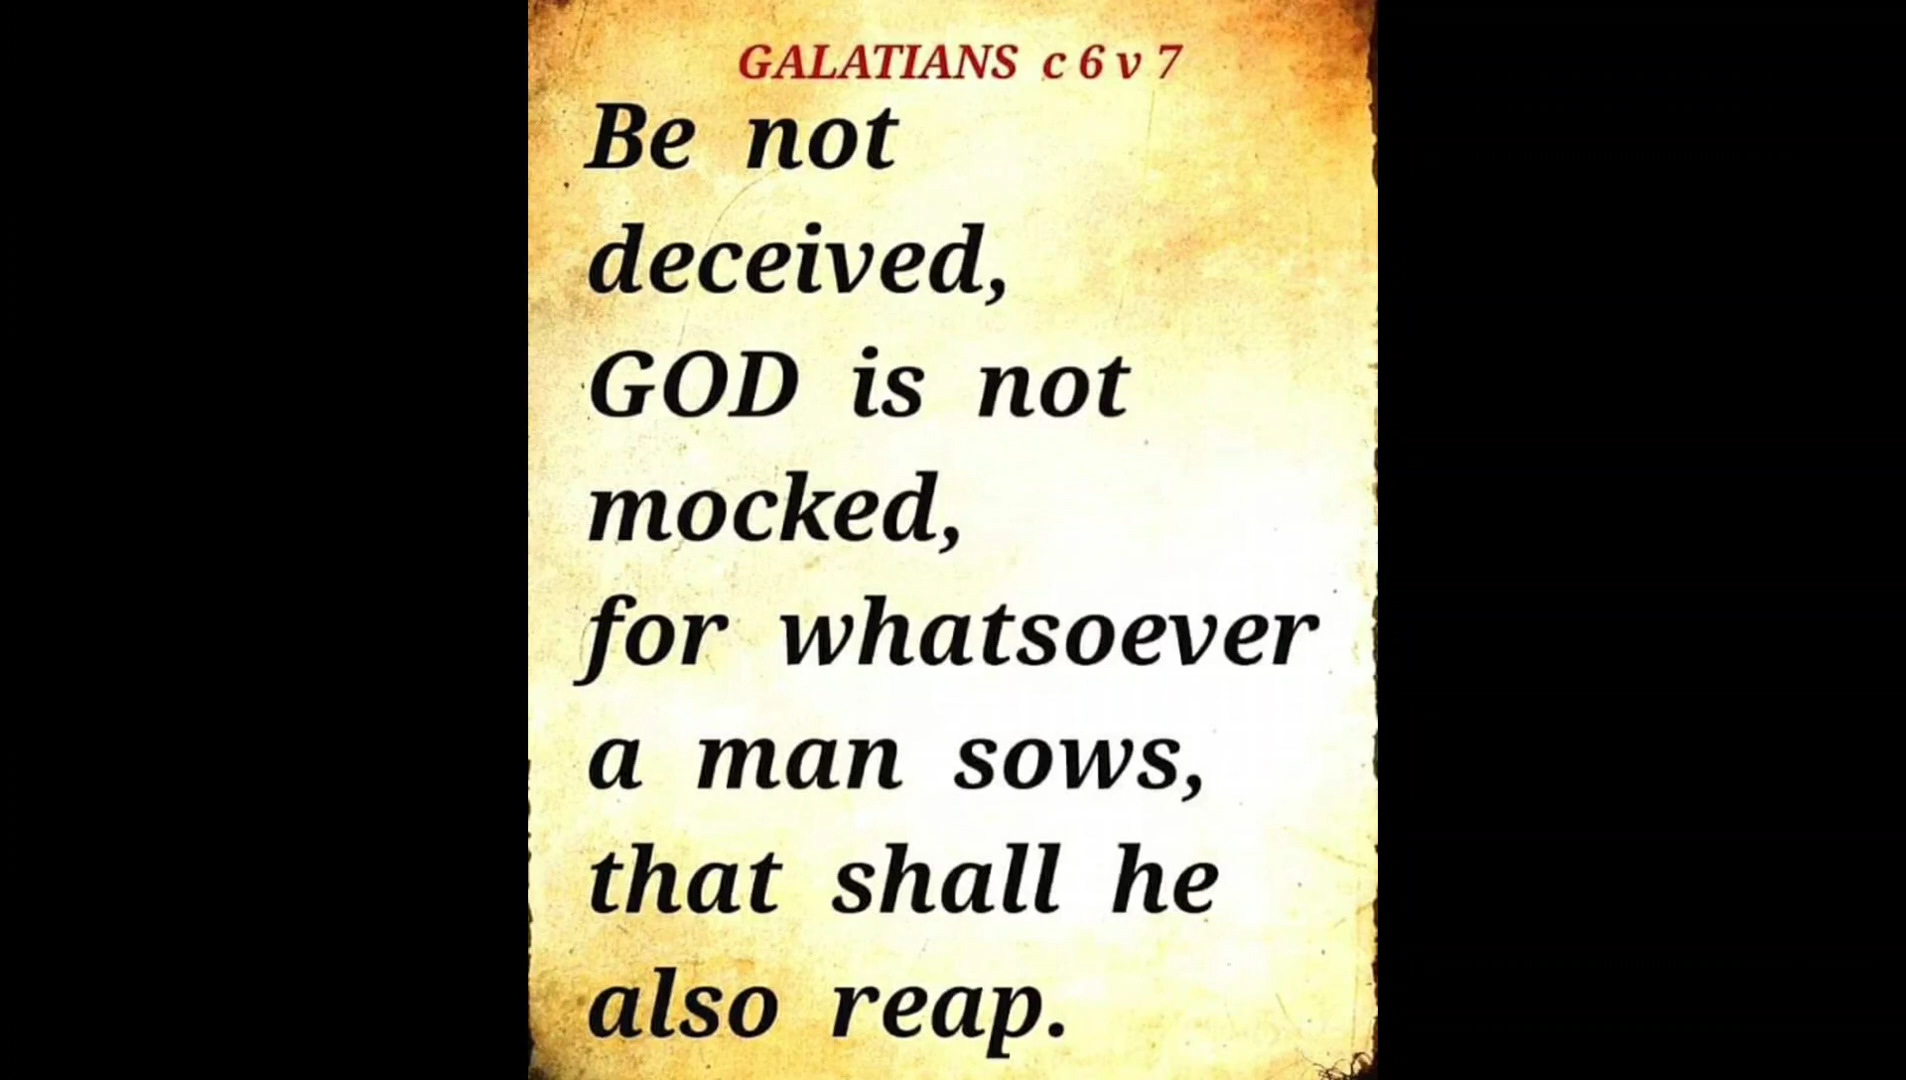 GALATIANS c 6 v 7
Be not
deceived,
GOD is not
mocked,
for whatsoever
a man sows,
that shall he
also reap.